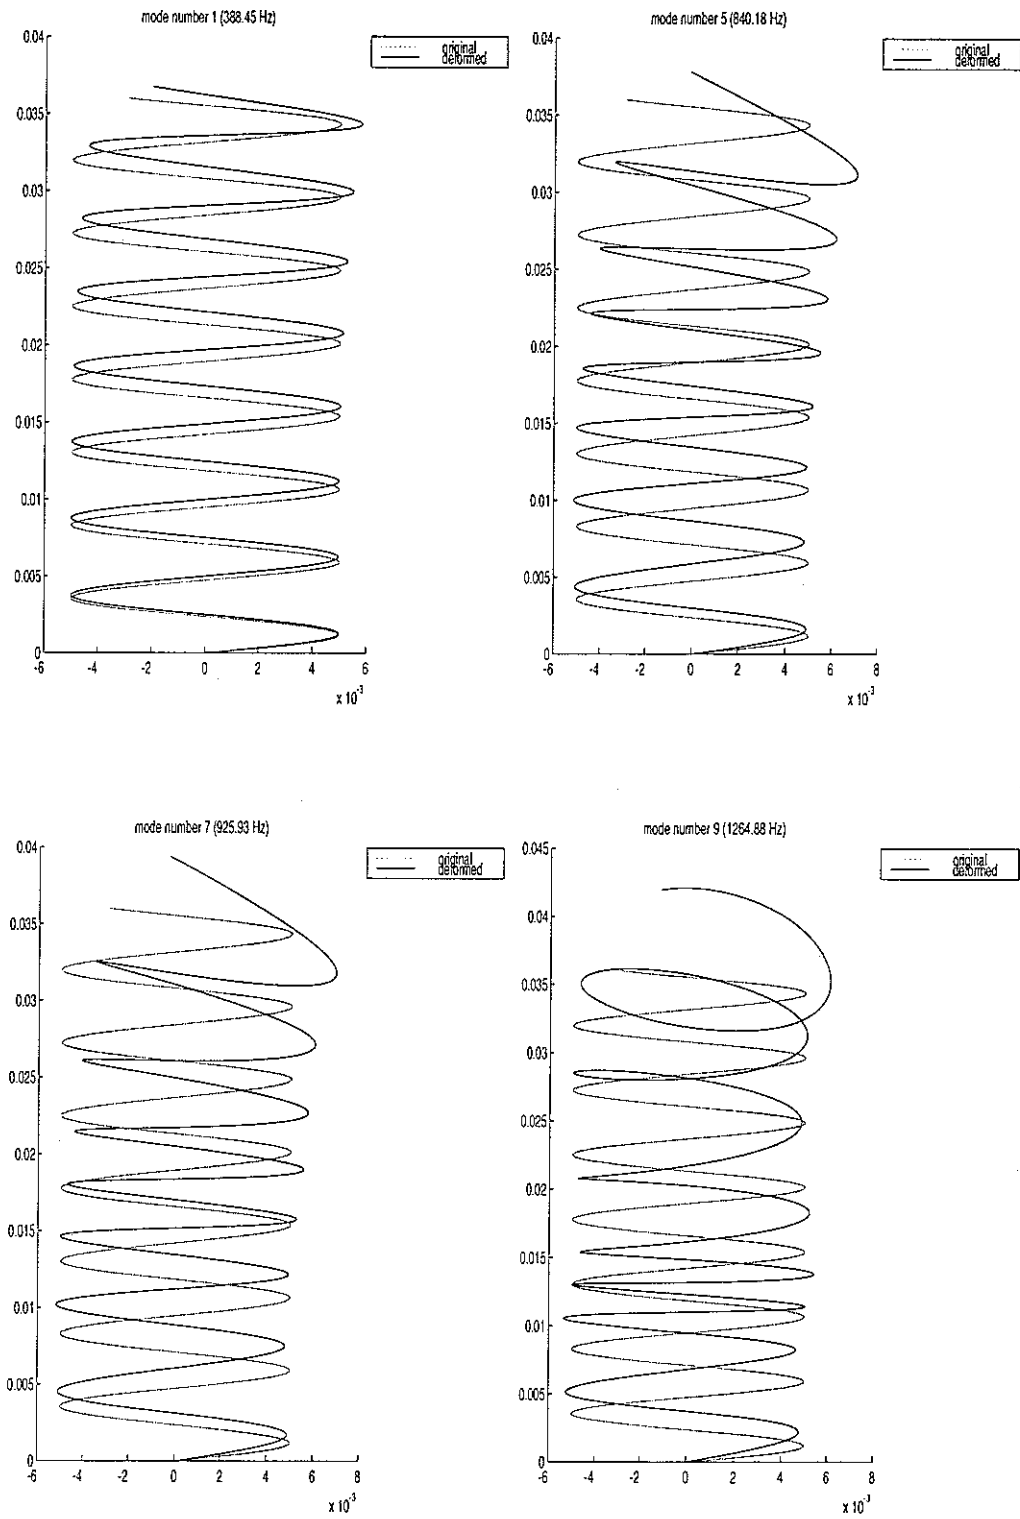 mode number 1 (388.45 Hz)
original
deformed
0.04
0.035
0.03
0.025
0.02
0.015
0.01
0.005
0
-6 -4 -2 0 2 4 6
x 10⁻³
mode number 5 (840.18 Hz)
original
deformed
0.04
0.035
0.03
0.025
0.02
0.015
0.01
0.005
0
-6 -4 -2 0 2 4 6 8
x 10⁻³
mode number 7 (925.93 Hz)
original
deformed
0.04
0.035
0.03
0.025
0.02
0.015
0.01
0.005
0
-6 -4 -2 0 2 4 6 8
x 10⁻³
mode number 9 (1264.88 Hz)
original
deformed
0.045
0.04
0.035
0.03
0.025
0.02
0.015
0.01
0.005
0
-6 -4 -2 0 2 4 6 8
x 10⁻³